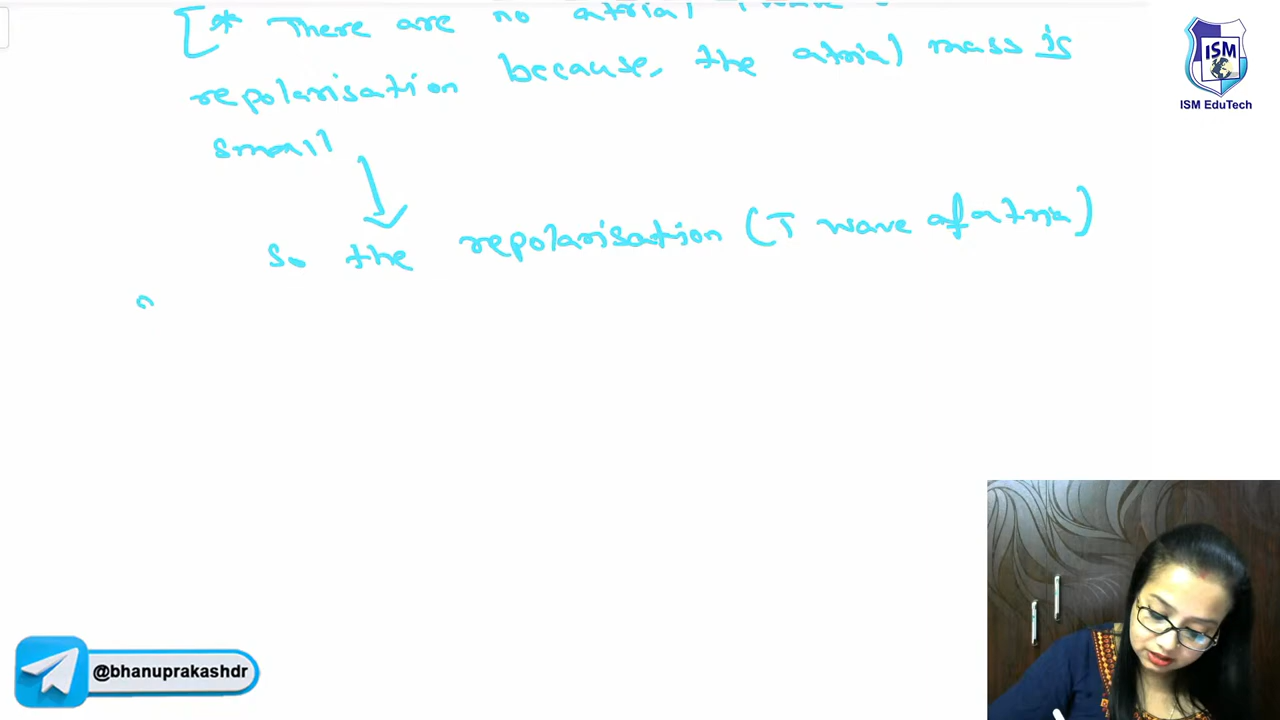 [* There are no atrial
repolarisation because, the atrial mass is
small
so the repolarisation (T wave of atria)
ISM
ISM EduTech
@bhanuprakashdr